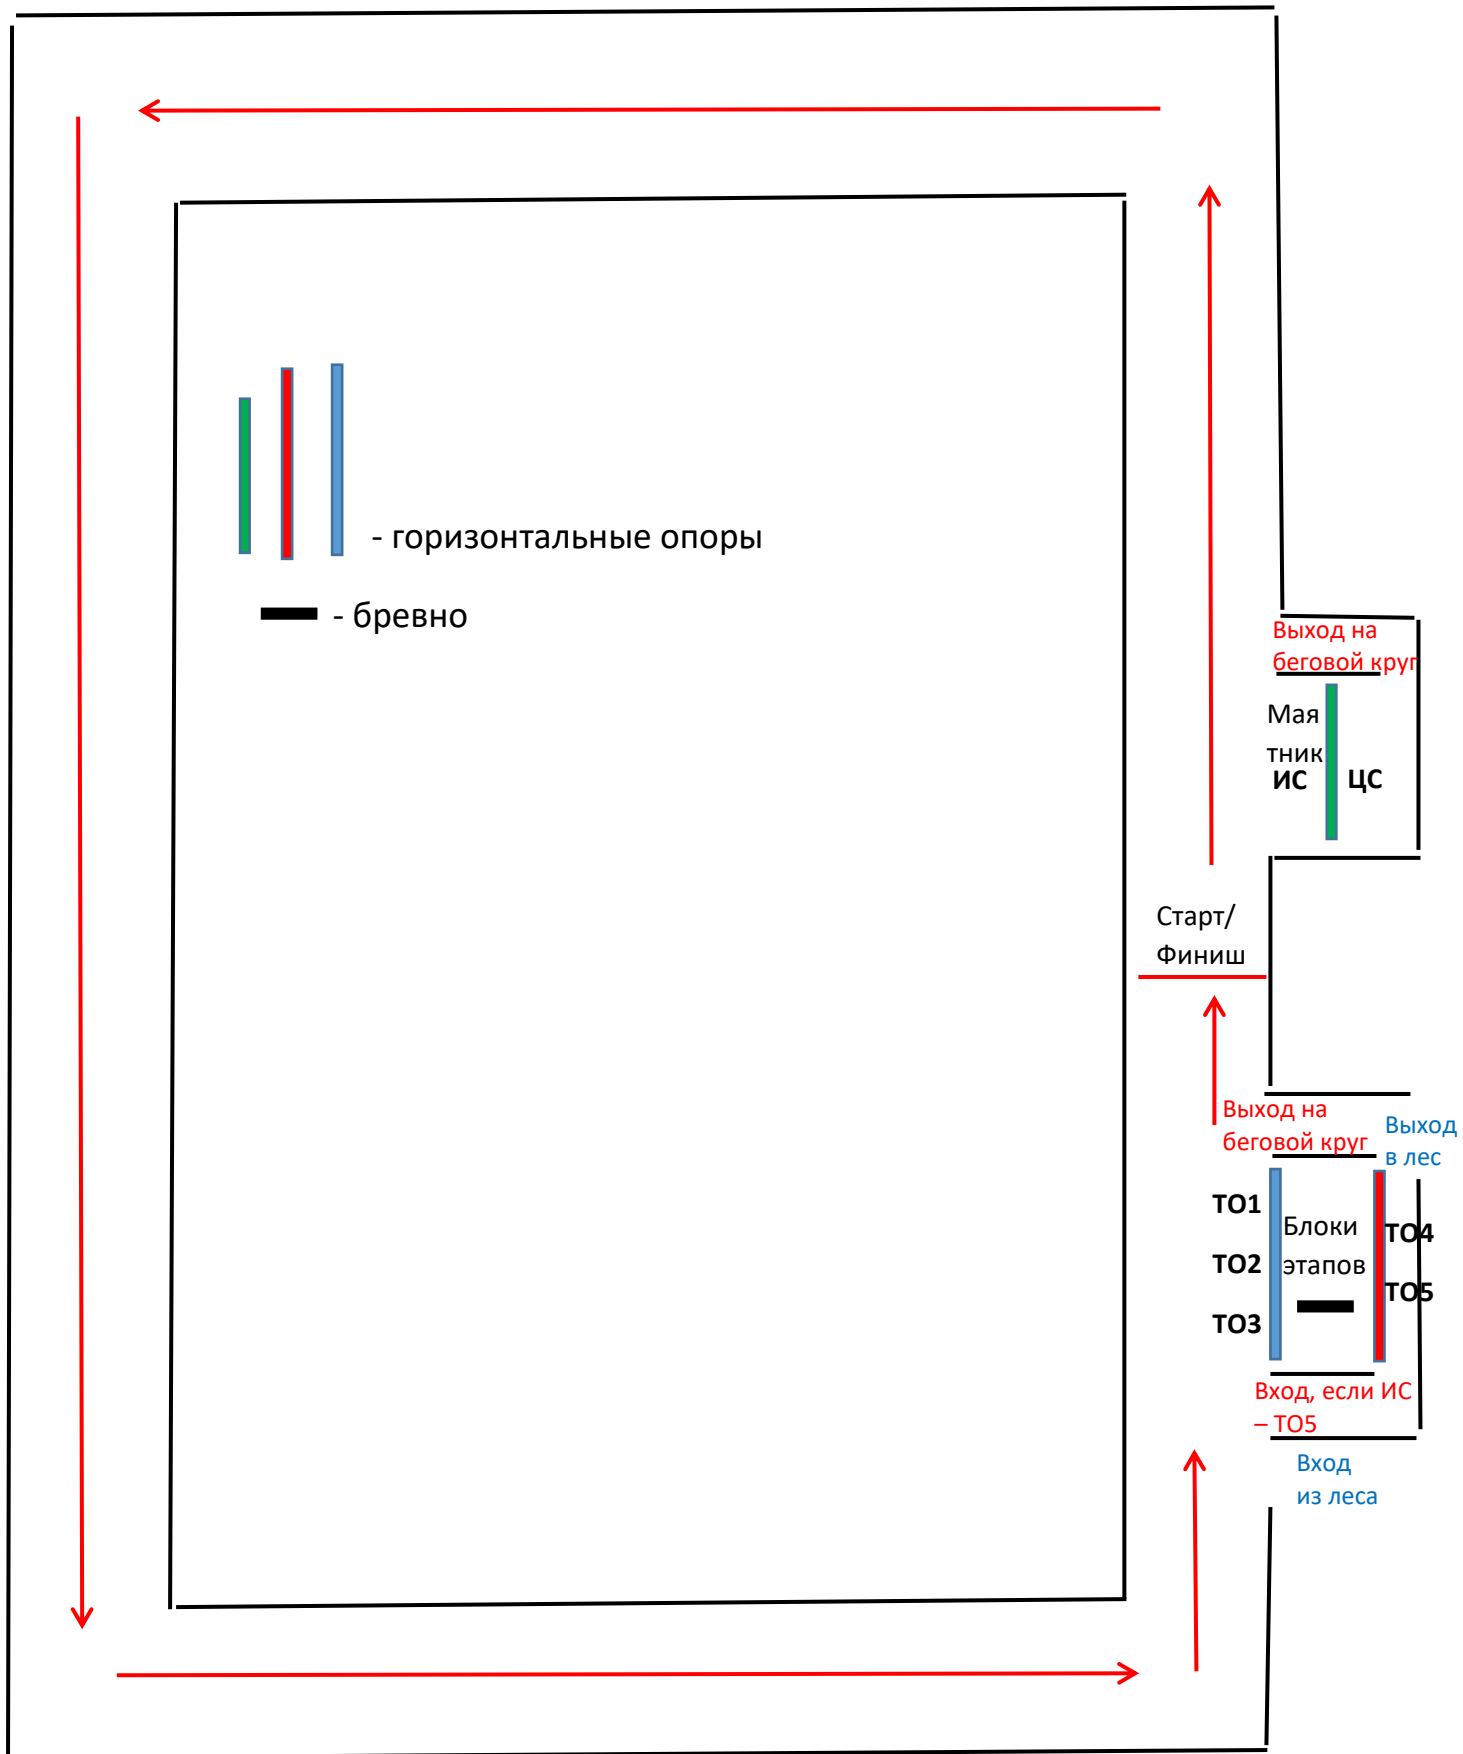 - горизонтальные опоры
- бревно
Выход на
беговой круг
Мая
тник
ИС
ЦС
Старт/
Финиш
Выход на
беговой круг
Выход
в лес
ТО1
ТО2
ТО3
Блоки
этапов
ТО4
ТО5
Вход, если ИС
– ТО5
Вход
из леса